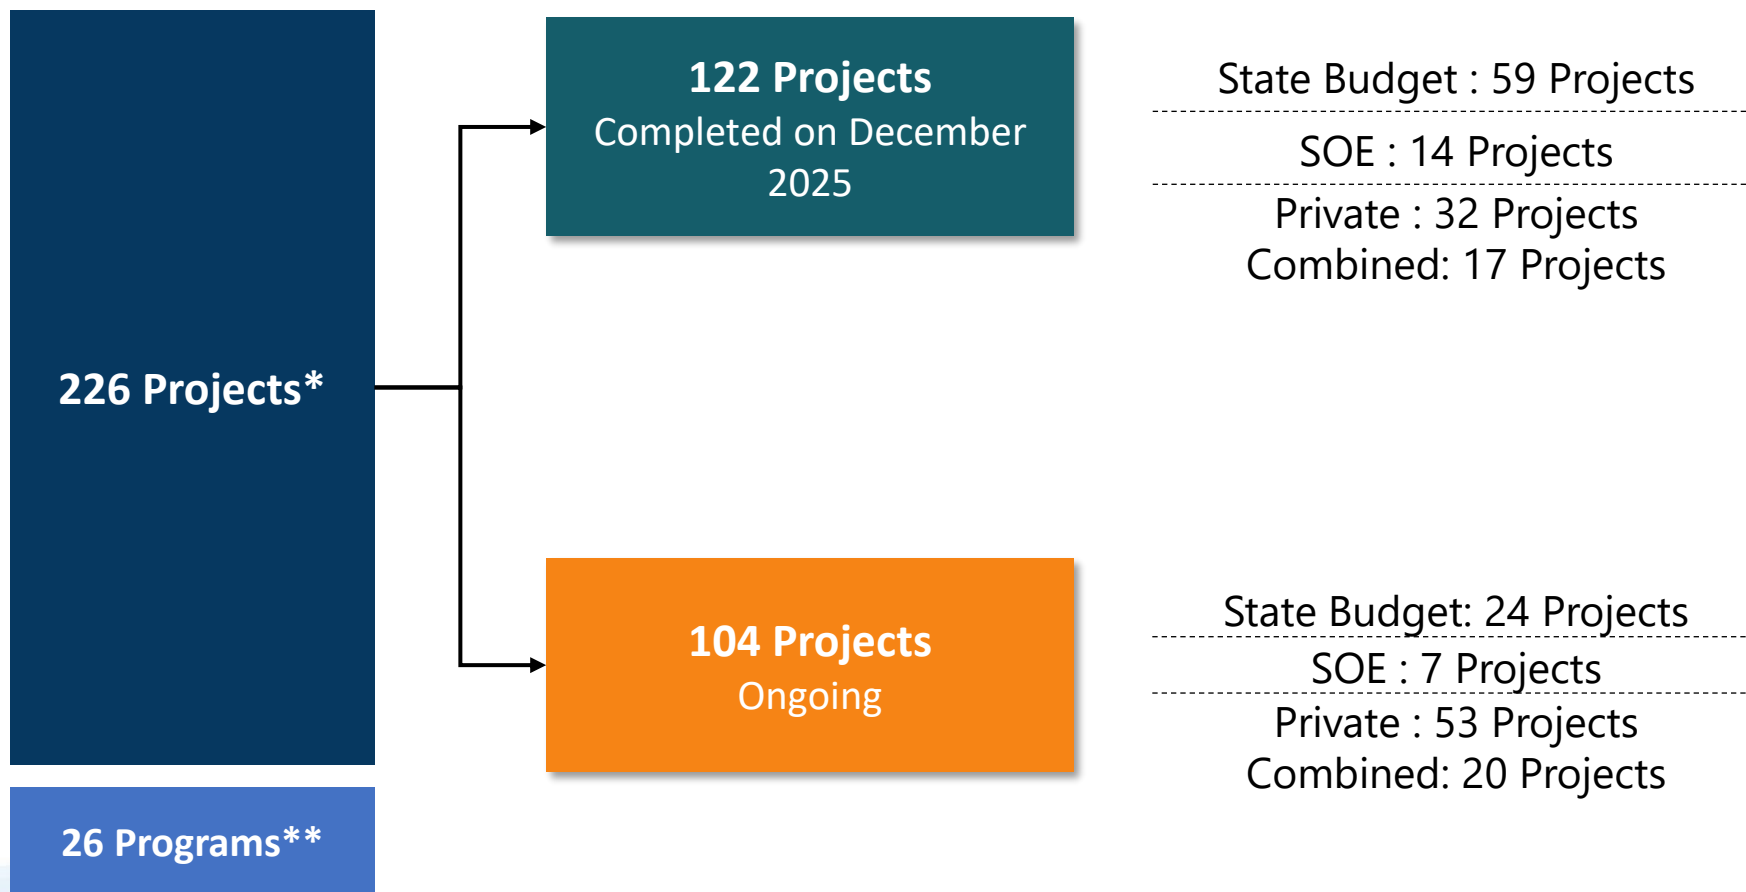 226 Projects*
26 Programs**
122 Projects
Completed on December
2025
State Budget : 59 Projects
SOE : 14 Projects
Private : 32 Projects
Combined: 17 Projects
104 Projects
Ongoing
State Budget: 24 Projects
SOE : 7 Projects
Private : 53 Projects
Combined: 20 Projects